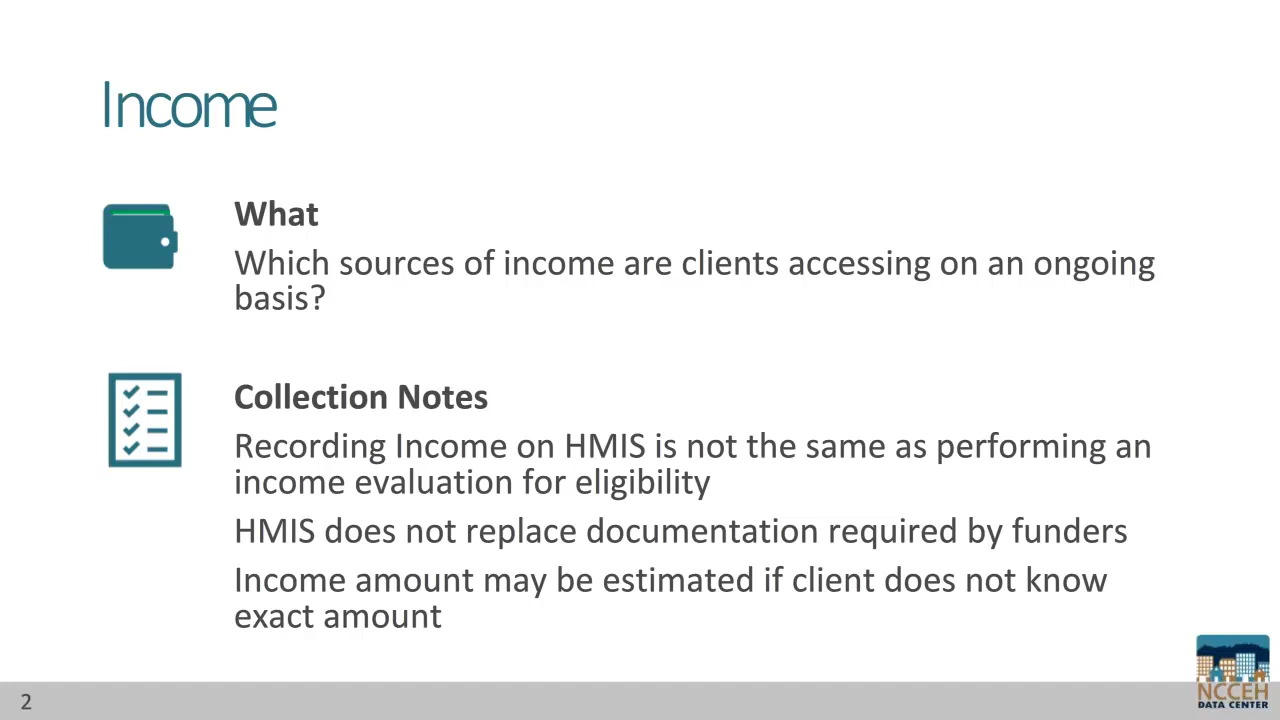 Income
What
Which sources of income are clients accessing on an ongoing
basis?
Collection Notes
Recording Income on HMIS is not the same as performing an
income evaluation for eligibility
HMIS does not replace documentation required by funders
Income amount may be estimated if client does not know
exact amount
2
NCCEH
DATA CENTER